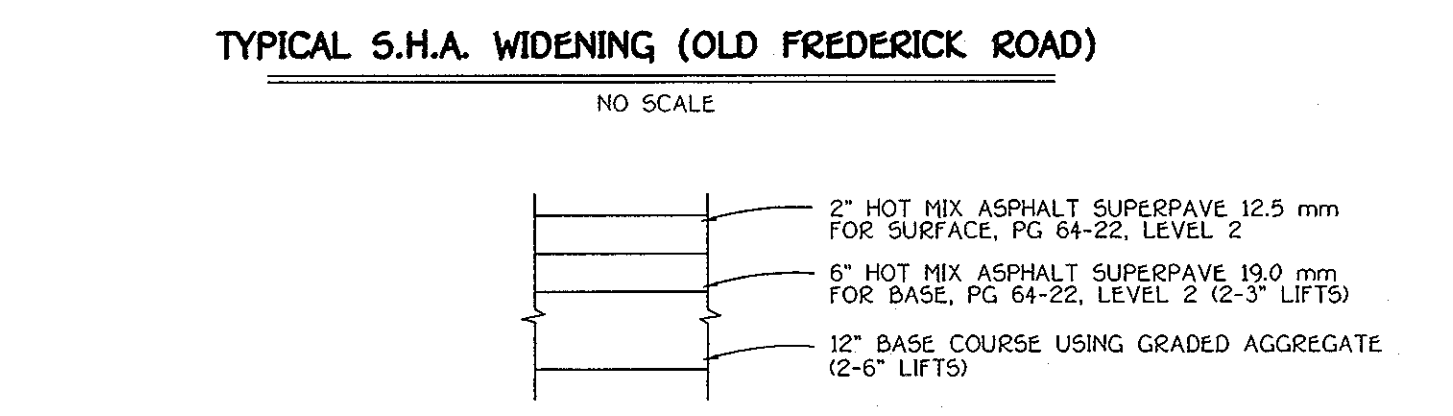 TYPICAL S.H.A. WIDENING (OLD FREDERICK ROAD)
NO SCALE
2" HOT MIX ASPHALT SUPERPAVE 12.5 mm
FOR SURFACE, PG 64-22, LEVEL 2
6" HOT MIX ASPHALT SUPERPAVE 19.0 mm
FOR BASE, PG 64-22, LEVEL 2 (2-3" LIFTS)
12" BASE COURSE USING GRADED AGGREGATE
(2-6" LIFTS)